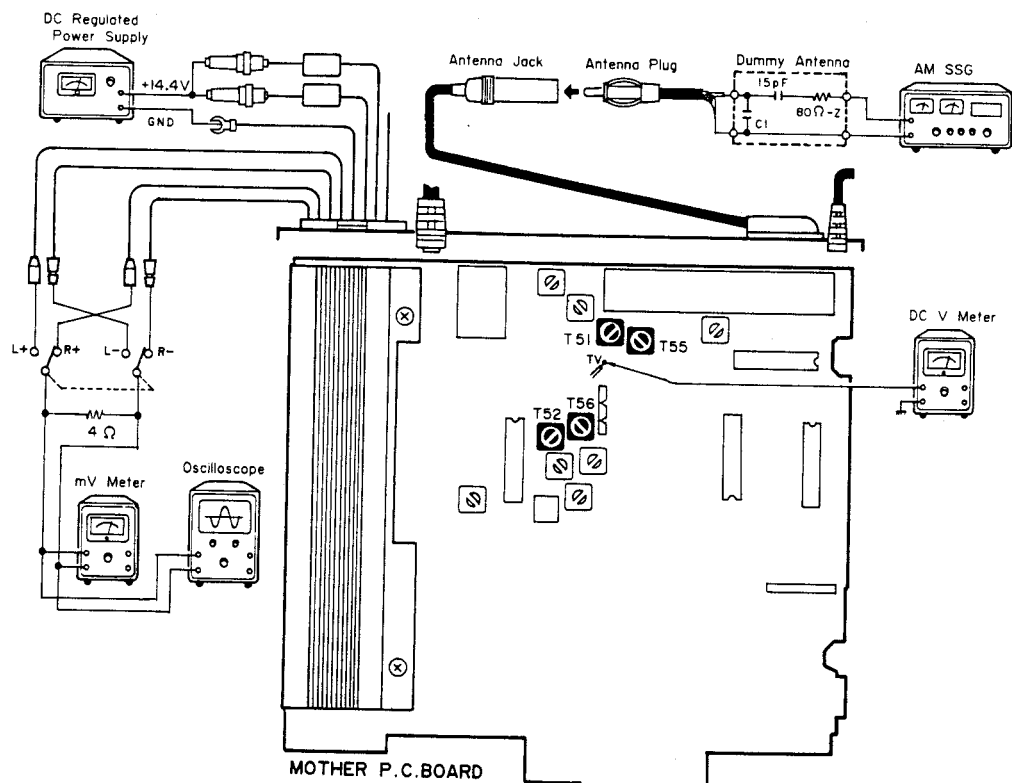 DC Regulated
Power Supply
+14.4V
GND
Antenna Jack
Antenna Plug
Dummy Antenna
15pF
80Ω-Z
C1
AM SSG
L+
R+
L-
R-
4 Ω
mV Meter
Oscilloscope
T51
T55
TV
T52
T56
DC V Meter
MOTHER P.C.BOARD